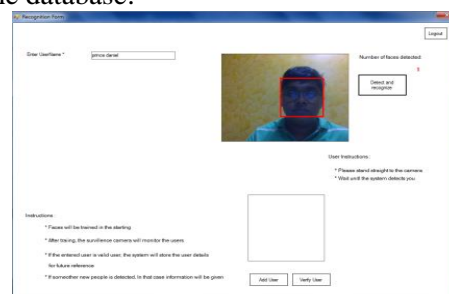 the database.
Recognition Form
Logout
Enter UserName *
prince daniel
Number of faces detected:
Detect and
recognize
User Instructions:
* Please stand straight to the camera
* Wait until the system detects you
Instructions
* Faces will be trained in the starting
* After traing, the survillence camera will monitor the users
* If the entered user is valid user, the system will store the user details
for future reference
* If someother new people is detected, In that case information will be given
Add User
Verify User